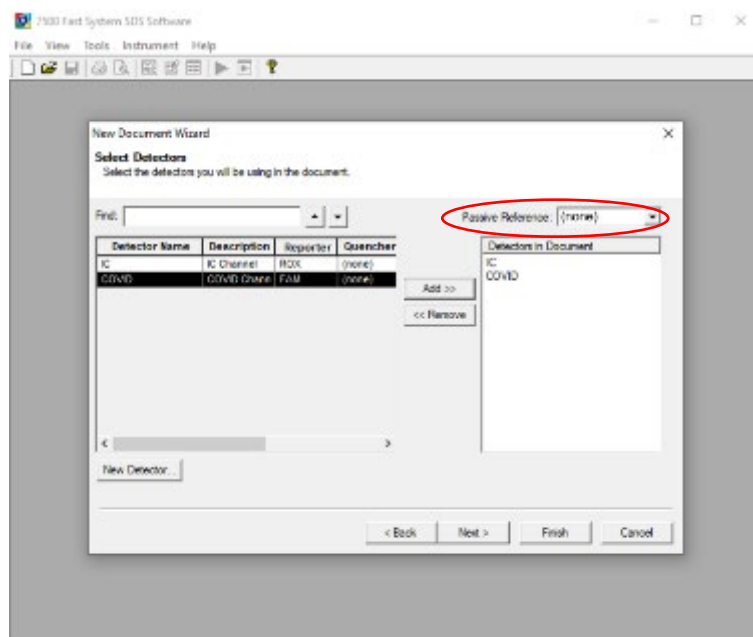 7500 Fast System SDS Software
File View Tools Instrument Help
New Document Wizard
Select Detectors
Select the detectors you will be using in the document.
Find:
Passive Reference: (none)
Detector Name Description Reporter Quencher
IC IC Channel ROX (none)
COVID COVID Chann FAM (none)
Add >>
<< Remove
Detectors in Document
IC
COVID
New Detector...
< Back Next > Finish Cancel